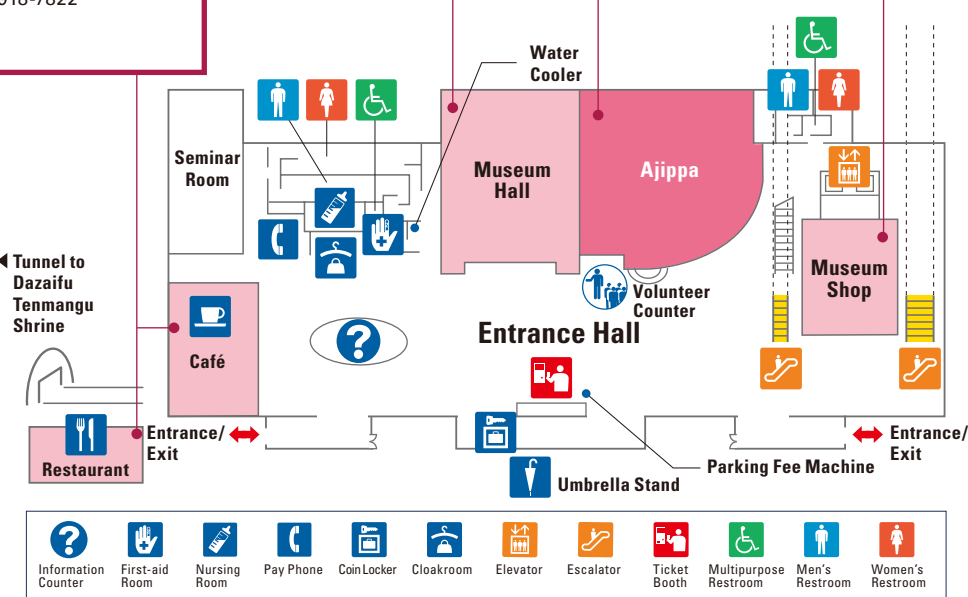 Water
Cooler
Seminar
Room
Museum
Hall
Ajippa
Tunnel to
Dazaifu
Tenmangu
Shrine
Museum
Shop
Volunteer
Counter
Entrance Hall
?
Café
Entrance/
Exit
Entrance/
Exit
Restaurant
Parking Fee Machine
Umbrella Stand
?
Information
Counter
First-aid
Room
Nursing
Room
Pay Phone
Coin Locker
Cloakroom
Elevator
Escalator
Ticket
Booth
Multipurpose
Restroom
Men's
Restroom
Women's
Restroom